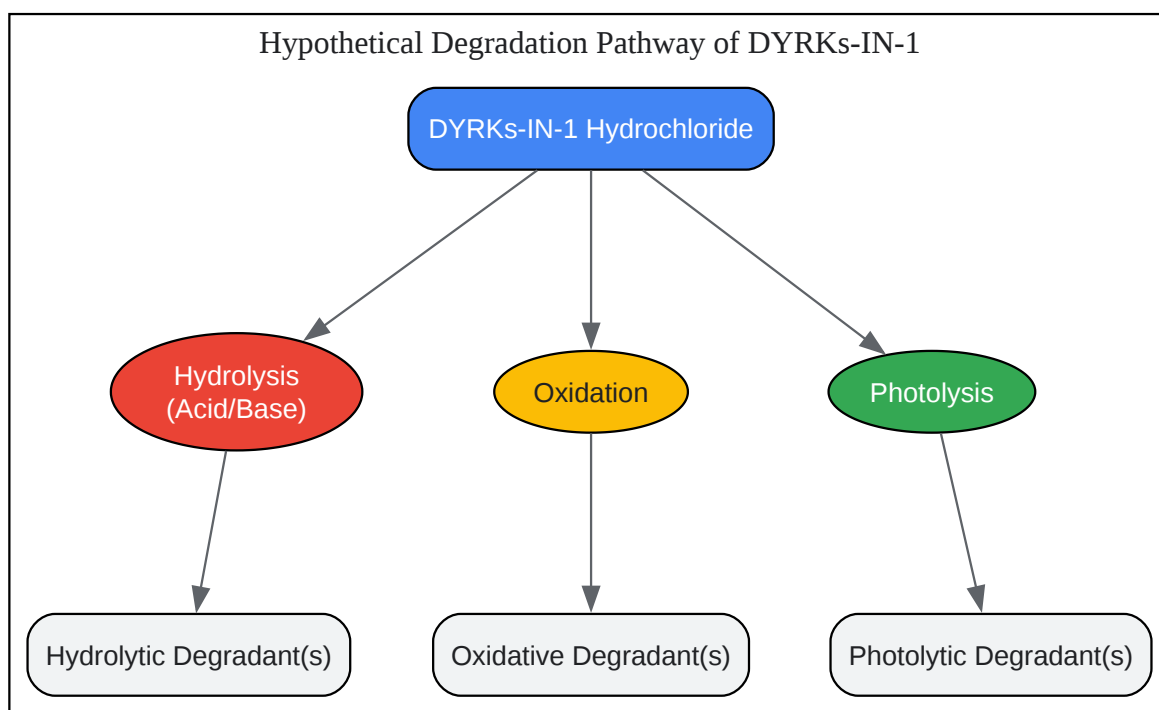 Hypothetical Degradation Pathway of DYRKs-IN-1
DYRKs-IN-1 Hydrochloride
Hydrolysis
(Acid/Base)
Oxidation
Photolysis
Hydrolytic Degradant(s)
Oxidative Degradant(s)
Photolytic Degradant(s)